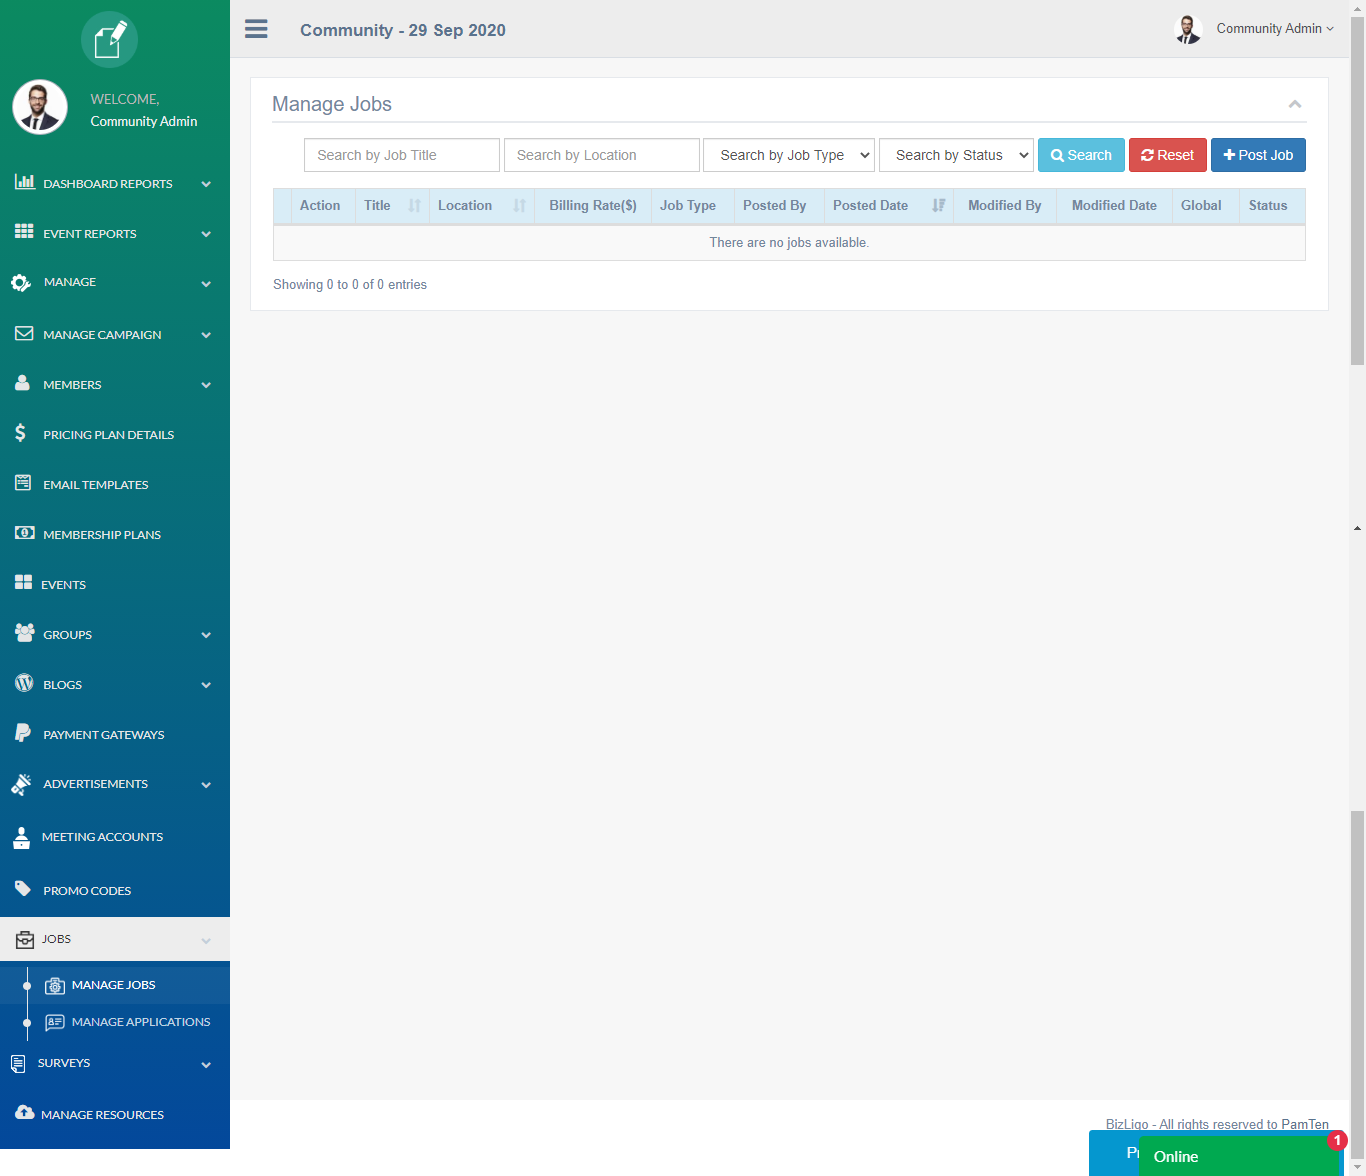 Community - 29 Sep 2020
Community Admin
WELCOME,
Community Admin
DASHBOARD REPORTS
EVENT REPORTS
MANAGE
MANAGE CAMPAIGN
MEMBERS
PRICING PLAN DETAILS
EMAIL TEMPLATES
MEMBERSHIP PLANS
EVENTS
GROUPS
BLOGS
PAYMENT GATEWAYS
ADVERTISEMENTS
MEETING ACCOUNTS
PROMO CODES
JOBS
MANAGE JOBS
MANAGE APPLICATIONS
SURVEYS
MANAGE RESOURCES
Manage Jobs
Search by Job Title Search by Location Search by Job Type Search by Status Search Reset Post Job
Action Title Location Billing Rate($) Job Type Posted By Posted Date Modified By Modified Date Global Status
There are no jobs available.
Showing 0 to 0 of 0 entries
BizLigo - All rights reserved to PamTen
Online
1